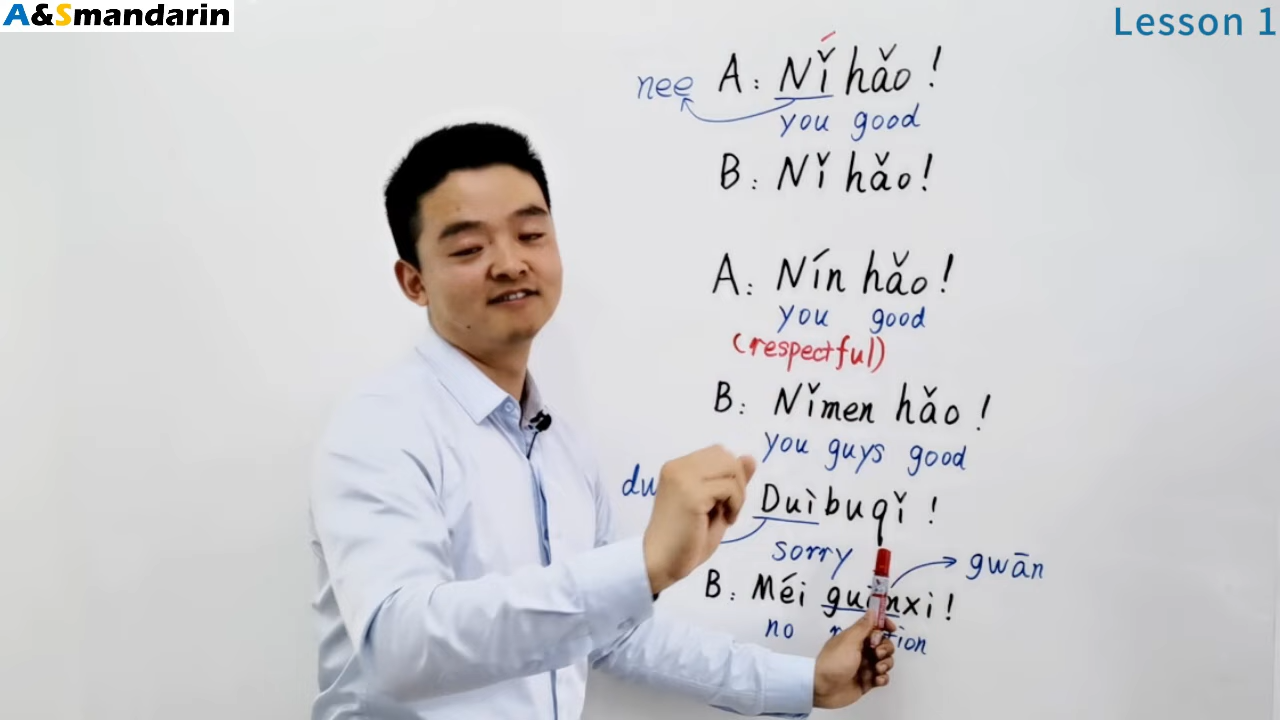 A&Smandarin
Lesson 1
nee A: Nǐ hǎo!
you good
B: Nǐ hǎo!
A: Nín hǎo!
you good
(respectful)
B: Nǐmen hǎo!
you guys good
Duìbuqǐ!
sorry
gwān
B: Méi
no